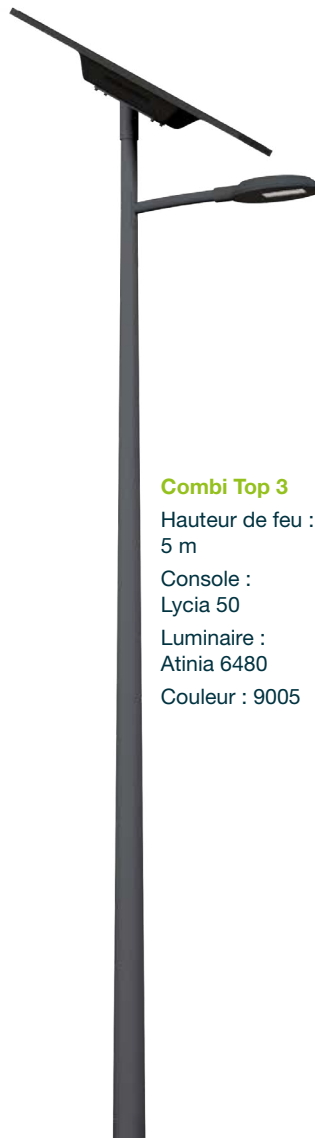 Combi Top 3
Hauteur de feu :
5 m
Console :
Lycia 50
Luminaire :
Atinia 6480
Couleur : 9005